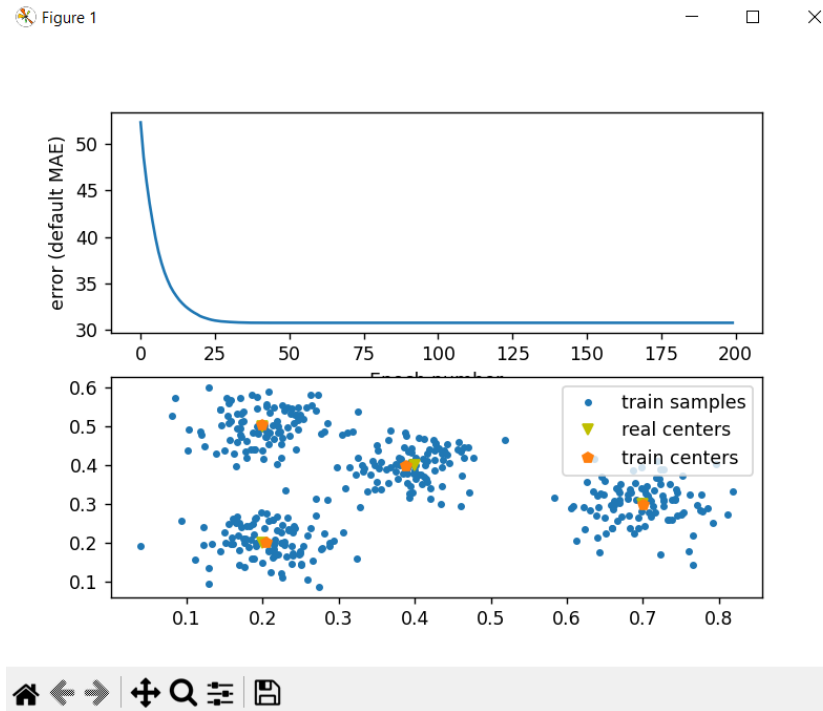 Figure 1
50
45
40
35
30
error (default MAE)
0 25 50 75 100 125 150 175 200
Epoch number
0.6
0.5
0.4
0.3
0.2
0.1
train samples
real centers
train centers
0.1 0.2 0.3 0.4 0.5 0.6 0.7 0.8